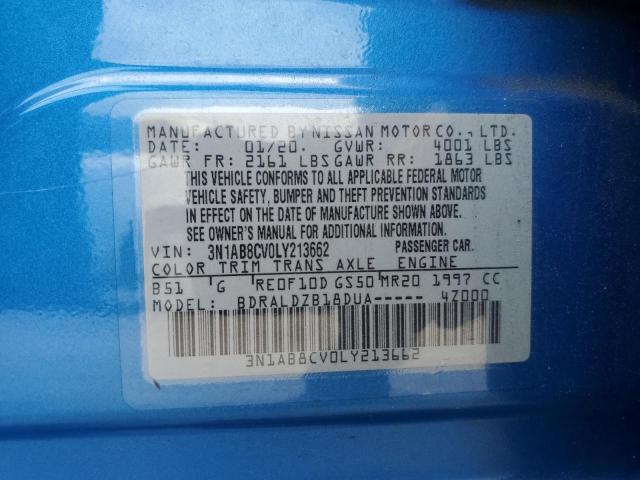 MANUFACTURED BY NISSAN MOTOR CO., LTD.
DATE: 01/20. GVWR: 4001 LBS
GAWR FR: 2161 LBS GAWR RR: 1863 LBS
THIS VEHICLE CONFORMS TO ALL APPLICABLE FEDERAL MOTOR
VEHICLE SAFETY, BUMPER AND THEFT PREVENTION STANDARDS
IN EFFECT ON THE DATE OF MANUFACTURE SHOWN ABOVE.
SEE OWNER'S MANUAL FOR ADDITIONAL INFORMATION.
VIN: 3N1AB8CV0LY213662 PASSENGER CAR.
COLOR TRIM TRANS AXLE ENGINE
B51 'G 'RE0F10D GS50 MR20 1997 CC
MODEL: BDRALDZB18DUA----- 4Z000
3N1AB8CV0LY213662